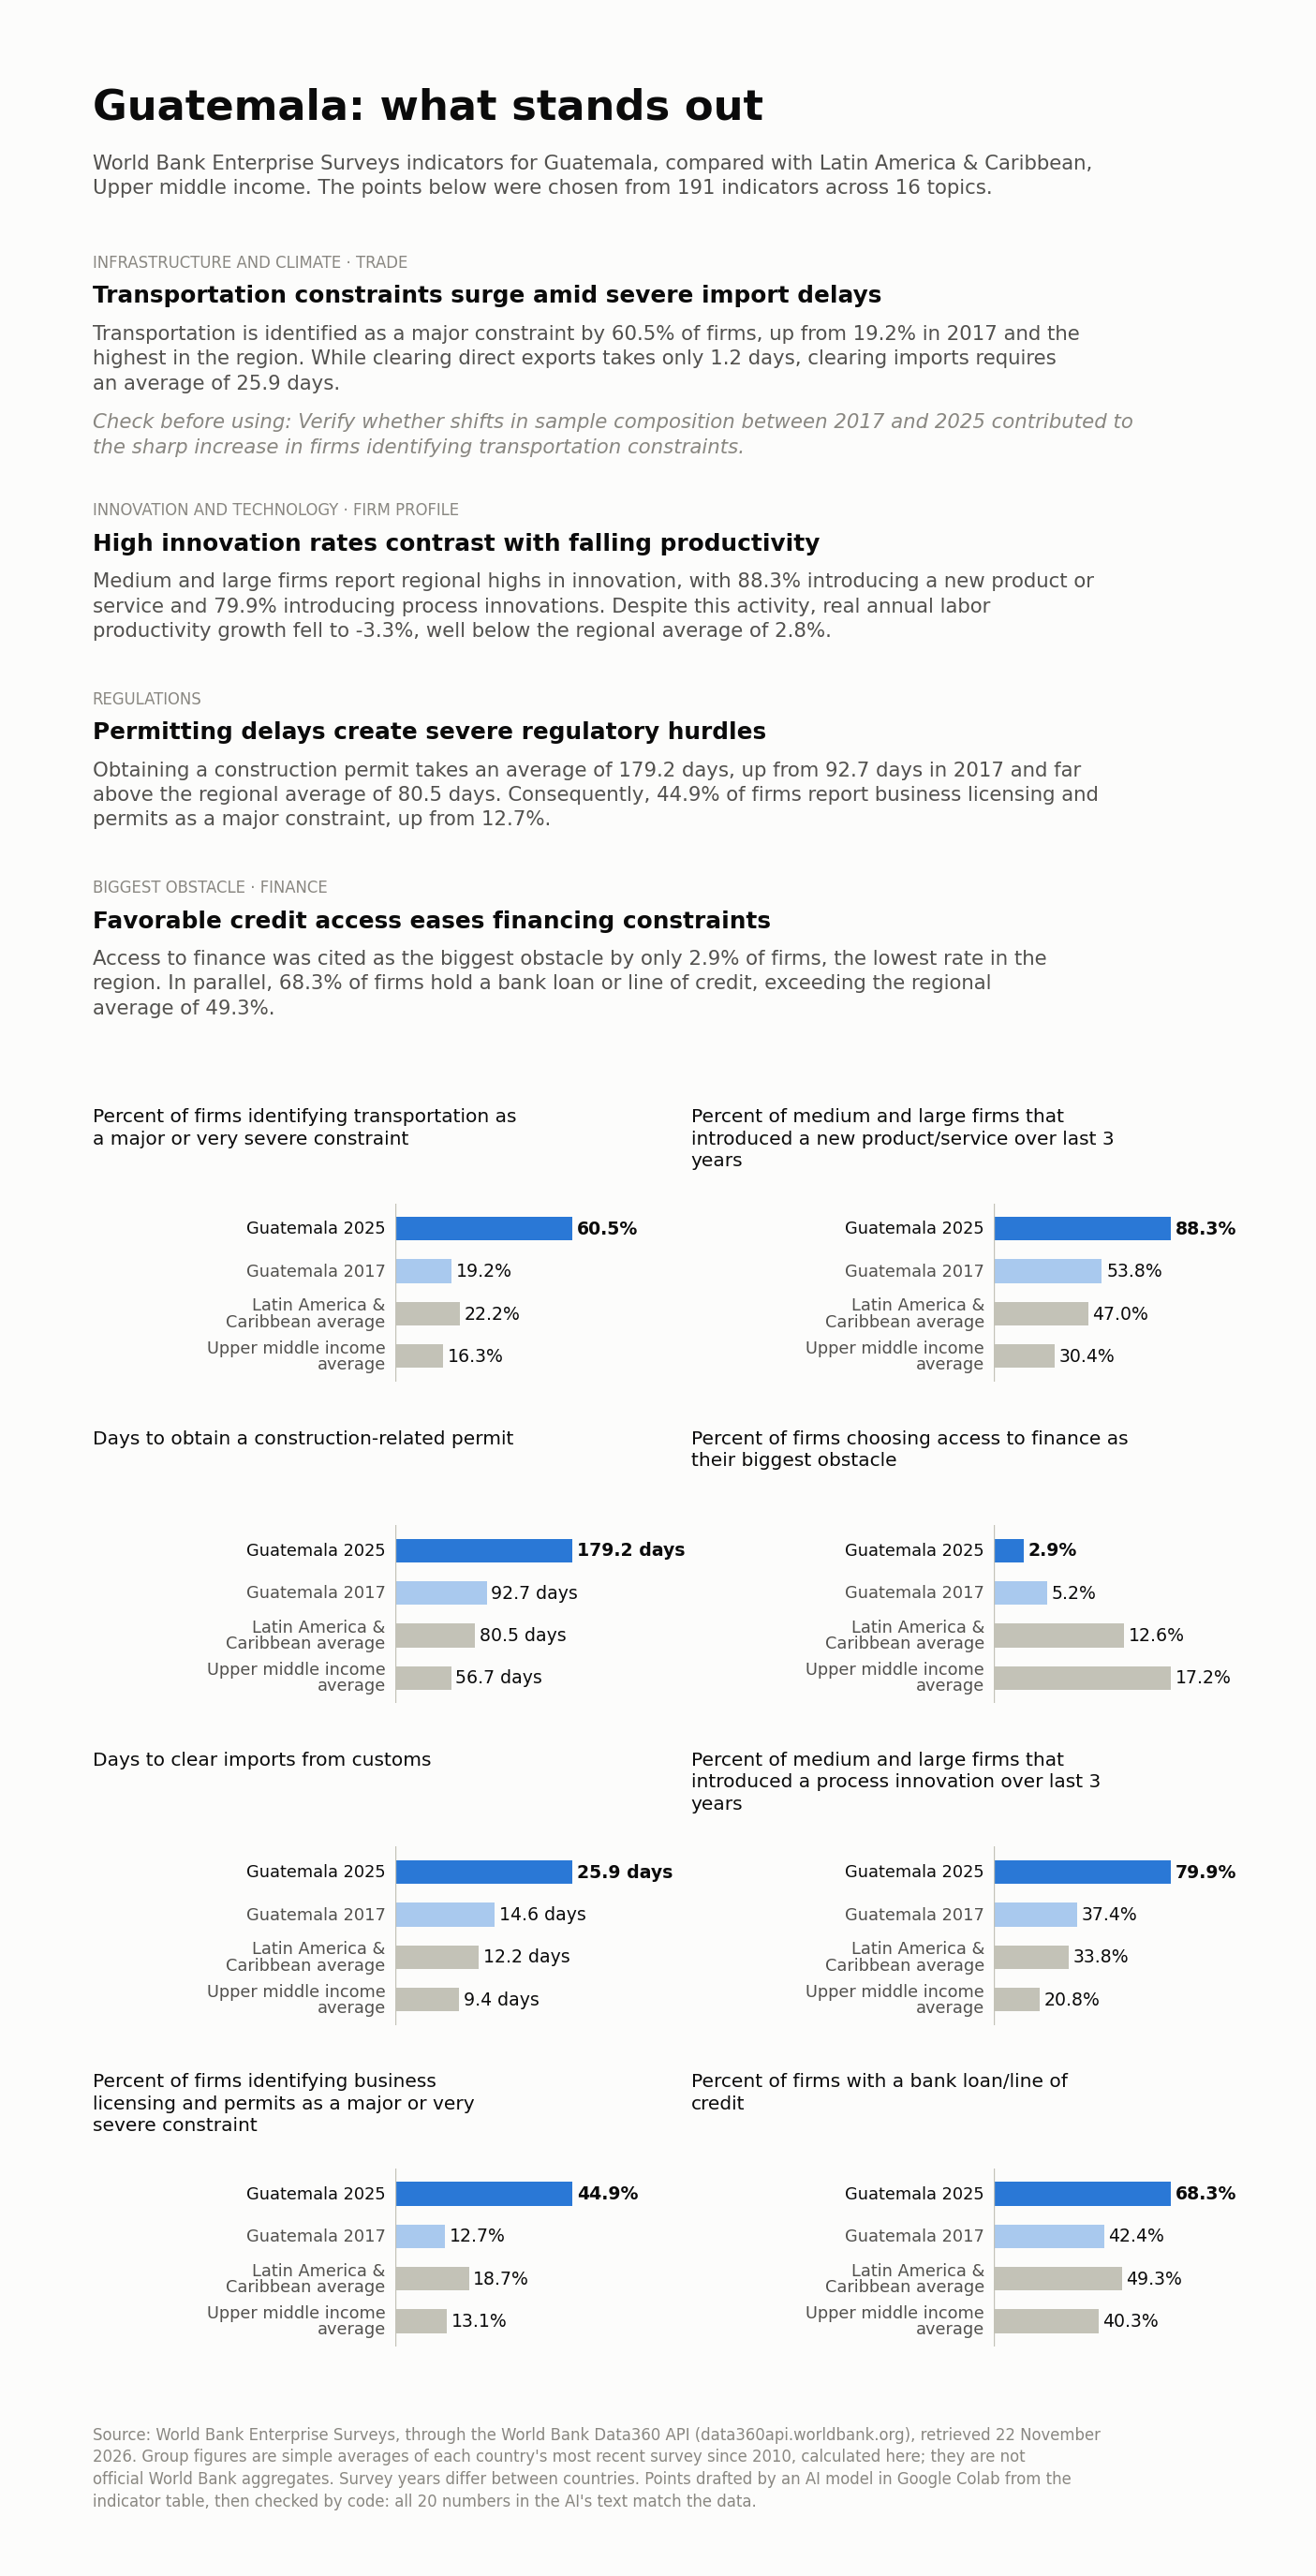 Guatemala: what stands out
World Bank Enterprise Surveys indicators for Guatemala, compared with Latin America & Caribbean,
Upper middle income. The points below were chosen from 191 indicators across 16 topics.
INFRASTRUCTURE AND CLIMATE · TRADE
Transportation constraints surge amid severe import delays
Transportation is identified as a major constraint by 60.5% of firms, up from 19.2% in 2017 and the
highest in the region. While clearing direct exports takes only 1.2 days, clearing imports requires
an average of 25.9 days.
Check before using: Verify whether shifts in sample composition between 2017 and 2025 contributed to
the sharp increase in firms identifying transportation constraints.
INNOVATION AND TECHNOLOGY · FIRM PROFILE
High innovation rates contrast with falling productivity
Medium and large firms report regional highs in innovation, with 88.3% introducing a new product or
service and 79.9% introducing process innovations. Despite this activity, real annual labor
productivity growth fell to -3.3%, well below the regional average of 2.8%.
REGULATIONS
Permitting delays create severe regulatory hurdles
Obtaining a construction permit takes an average of 179.2 days, up from 92.7 days in 2017 and far
above the regional average of 80.5 days. Consequently, 44.9% of firms report business licensing and
permits as a major constraint, up from 12.7%.
BIGGEST OBSTACLE · FINANCE
Favorable credit access eases financing constraints
Access to finance was cited as the biggest obstacle by only 2.9% of firms, the lowest rate in the
region. In parallel, 68.3% of firms hold a bank loan or line of credit, exceeding the regional
average of 49.3%.
Percent of firms identifying transportation as
a major or very severe constraint
Guatemala 2025 60.5%
Guatemala 2017 19.2%
Latin America &
Caribbean average 22.2%
Upper middle income
average 16.3%
Percent of medium and large firms that
introduced a new product/service over last 3
years
Guatemala 2025 88.3%
Guatemala 2017 53.8%
Latin America &
Caribbean average 47.0%
Upper middle income
average 30.4%
Days to obtain a construction-related permit
Guatemala 2025 179.2 days
Guatemala 2017 92.7 days
Latin America &
Caribbean average 80.5 days
Upper middle income
average 56.7 days
Percent of firms choosing access to finance as
their biggest obstacle
Guatemala 2025 2.9%
Guatemala 2017 5.2%
Latin America &
Caribbean average 12.6%
Upper middle income
average 17.2%
Days to clear imports from customs
Guatemala 2025 25.9 days
Guatemala 2017 14.6 days
Latin America &
Caribbean average 12.2 days
Upper middle income
average 9.4 days
Percent of medium and large firms that
introduced a process innovation over last 3
years
Guatemala 2025 79.9%
Guatemala 2017 37.4%
Latin America &
Caribbean average 33.8%
Upper middle income
average 20.8%
Percent of firms identifying business
licensing and permits as a major or very
severe constraint
Guatemala 2025 44.9%
Guatemala 2017 12.7%
Latin America &
Caribbean average 18.7%
Upper middle income
average 13.1%
Percent of firms with a bank loan/line of
credit
Guatemala 2025 68.3%
Guatemala 2017 42.4%
Latin America &
Caribbean average 49.3%
Upper middle income
average 40.3%
Source: World Bank Enterprise Surveys, through the World Bank Data360 API (data360api.worldbank.org), retrieved 22 November
2026. Group figures are simple averages of each country's most recent survey since 2010, calculated here; they are not
official World Bank aggregates. Survey years differ between countries. Points drafted by an AI model in Google Colab from the
indicator table, then checked by code: all 20 numbers in the AI's text match the data.